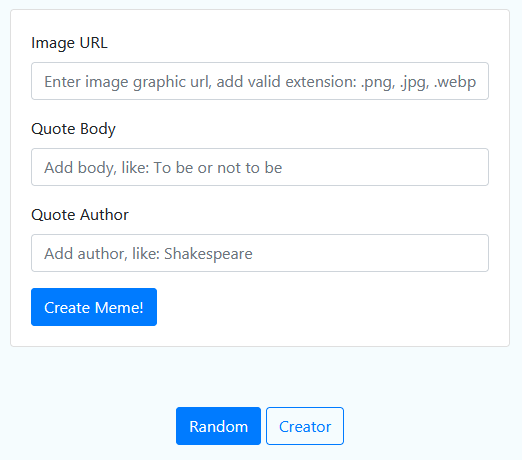 Image URL
Enter image graphic url, add valid extension: .png, .jpg, .webp
Quote Body
Add body, like: To be or not to be
Quote Author
Add author, like: Shakespeare
Create Meme!
Random Creator